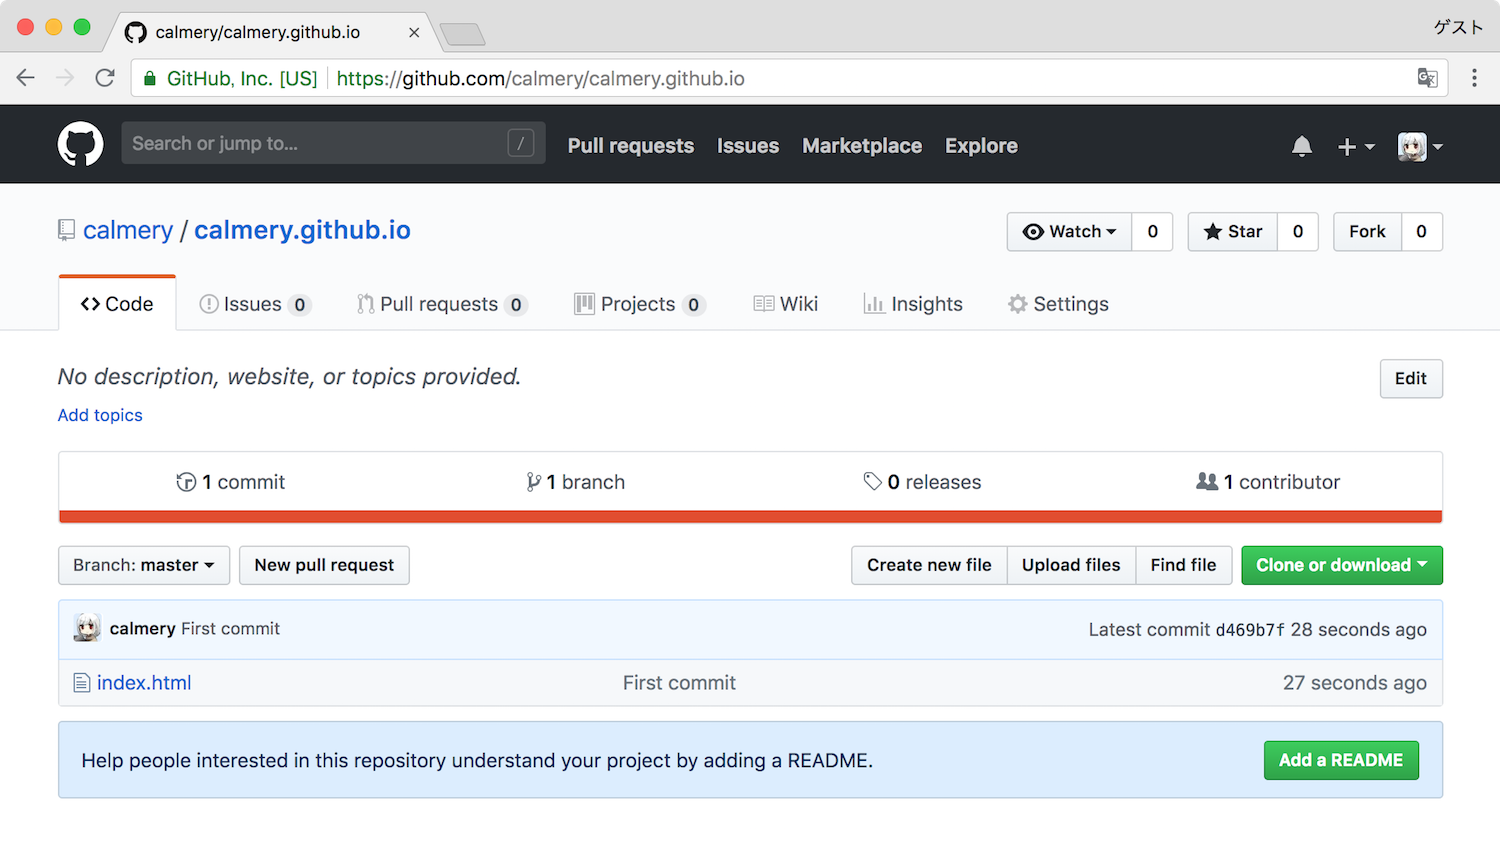 calmery/calmery.github.io
ゲスト
GitHub, Inc. [US] https://github.com/calmery/calmery.github.io
Search or jump to... / Pull requests Issues Marketplace Explore
calmery / calmery.github.io Watch 0 Star 0 Fork 0
Code Issues 0 Pull requests 0 Projects 0 Wiki Insights Settings
No description, website, or topics provided. Edit
Add topics
1 commit 1 branch 0 releases 1 contributor
Branch: master New pull request Create new file Upload files Find file Clone or download
calmery First commit Latest commit d469b7f 28 seconds ago
index.html First commit 27 seconds ago
Help people interested in this repository understand your project by adding a README. Add a README